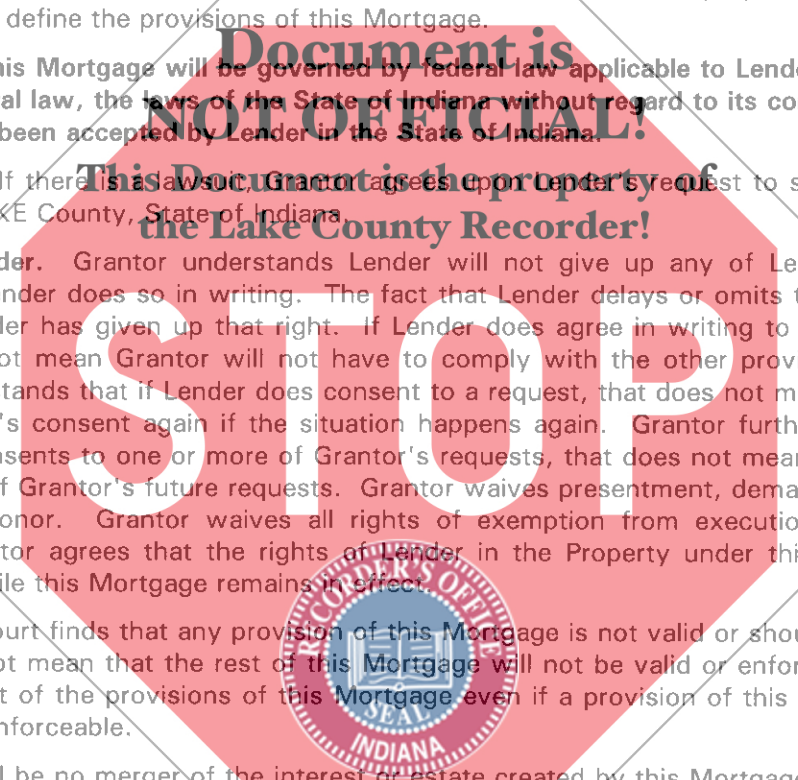 define the provisions of this Mortgage.
Document is
his Mortgage will be governed by federal law applicable to Lende
al law, the laws of the State of Indiana without regard to its co
NOT OFFICIAL!
been accepted by Lender in the State of Indiana.
This Document is the property of
If there is a lawsuit, Grantor agrees upon Lender's request to s
KE County, State of Indiana.
the Lake County Recorder!
der. Grantor understands Lender will not give up any of Le
nder does so in writing. The fact that Lender delays or omits t
ler has given up that right. If Lender does agree in writing to
ot mean Grantor will not have to comply with the other prov
tands that if Lender does consent to a request, that does not m
's consent again if the situation happens again. Grantor furth
nsents to one or more of Grantor's requests, that does not mean
f Grantor's future requests. Grantor waives presentment, dema
onor. Grantor waives all rights of exemption from executio
tor agrees that the rights of Lender in the Property under thi
ile this Mortgage remains in effect.
STOP
ourt finds that any provision of this Mortgage is not valid or shou
ot mean that the rest of this Mortgage will not be valid or enfor
t of the provisions of this Mortgage even if a provision of this
nforceable.
l be no merger of the interest or estate created by this Mortgag
RECORDER'S OFFICE
SEAL
INDIANA